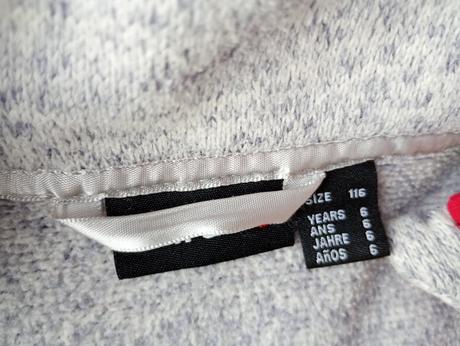 SIZE 116
YEARS 6
ANS 6
JAHRE 6
AÑOS 6